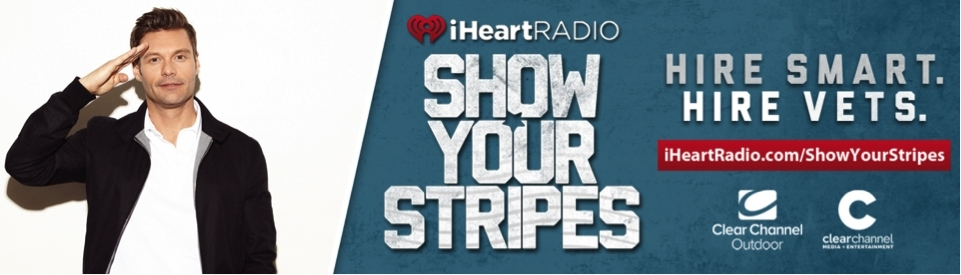 iHeartRADIO
SHOW
YOUR
STRIPES
HIRE SMART.
HIRE VETS.
iHeartRadio.com/ShowYourStripes
Clear Channel
Outdoor
clearchannel
MEDIA + ENTERTAINMENT